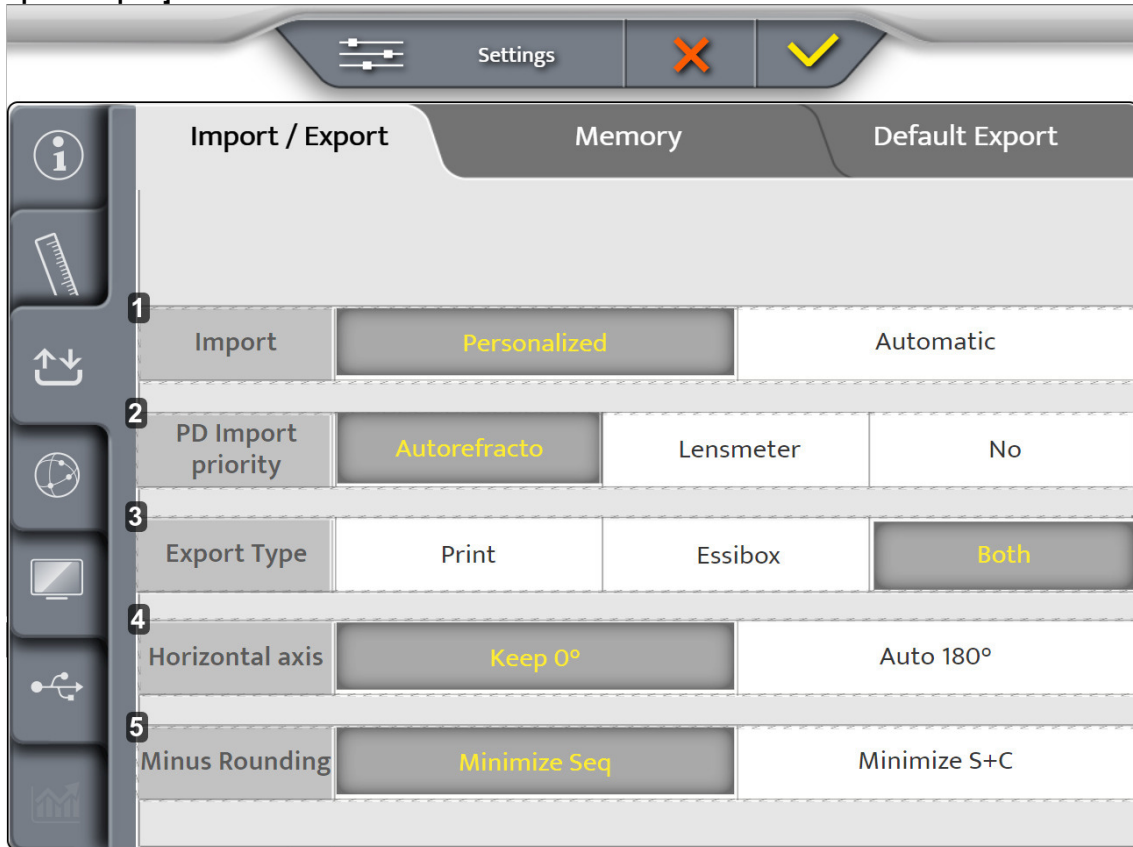 Settings
Import / Export Memory Default Export
1
Import Personalized Automatic
2
PD Import
priority Autorefracto Lensmeter No
3
Export Type Print Essibox Both
4
Horizontal axis Keep 0° Auto 180°
5
Minus Rounding Minimize Seq Minimize S+C